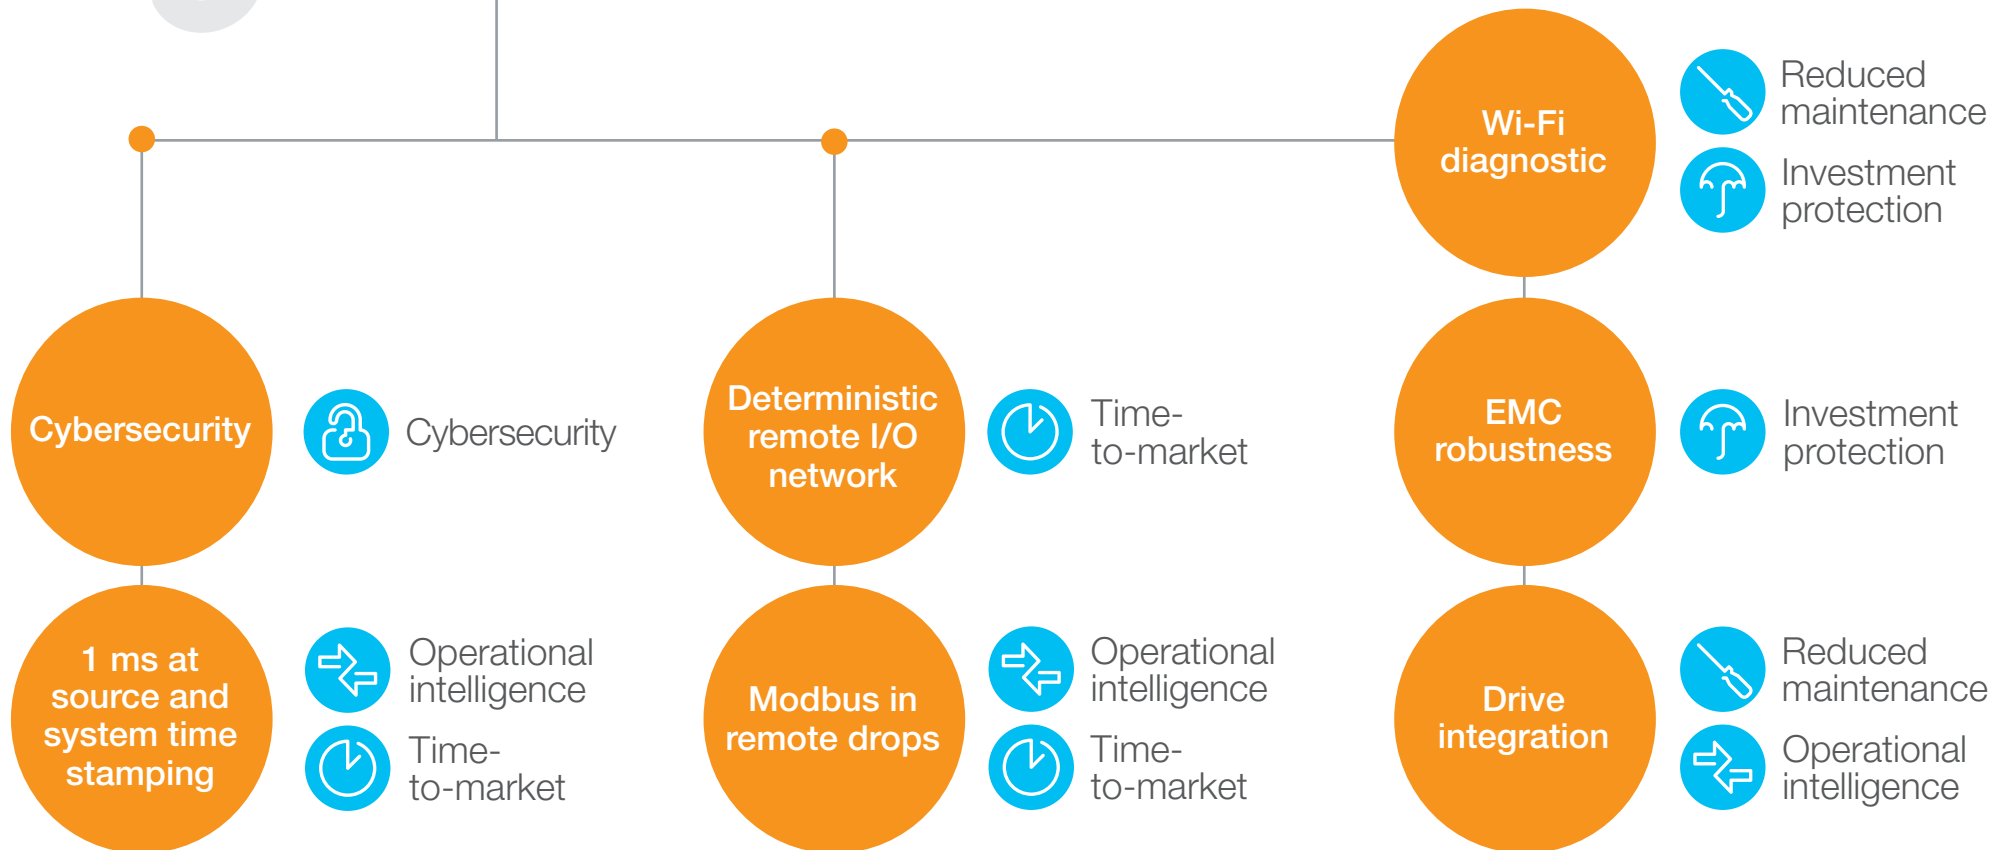 Wi-Fi
diagnostic
Reduced
maintenance
Investment
protection
Cybersecurity
Cybersecurity
Deterministic
remote I/O
network
Time-
to-market
EMC
robustness
Investment
protection
1 ms at
source and
system time
stamping
Operational
intelligence
Time-
to-market
Modbus in
remote drops
Operational
intelligence
Time-
to-market
Drive
integration
Reduced
maintenance
Operational
intelligence